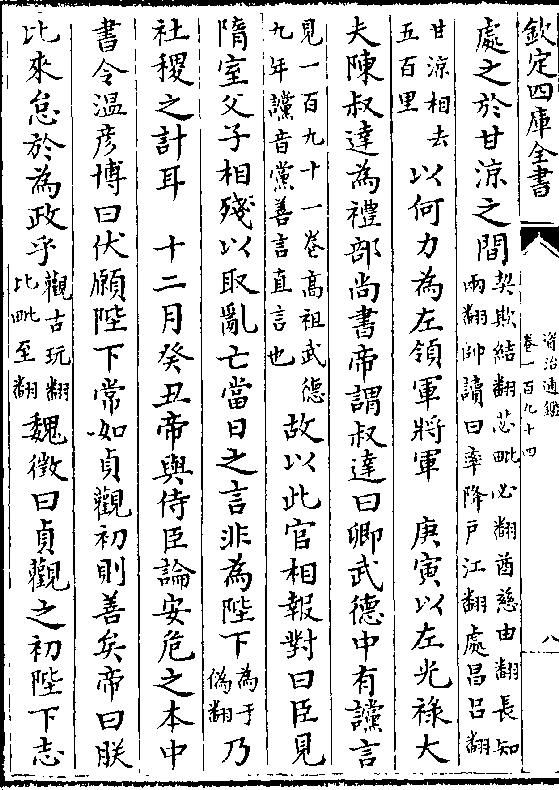 欽定四庫全書
資治通鑑
卷一百九十四
八
處之於甘涼之間契欺結翻苾毗必翻酋慈由翻長知
兩翻帥讀曰率降戶江翻處昌呂翻
甘涼相去
五百里以何力為左領軍將軍　庚寅以左光祿大
夫陳叔達為禮部尚書帝謂叔達曰卿武德中有讜言
見一百九十一卷高祖武德
九年讜音黨善言直言也故以此官相報對曰臣見
隋室父子相殘以取亂亡當日之言非為陛下為于
偽翻乃
社稷之計耳　十二月癸丑帝與侍臣論安危之本中
書令溫彦博曰伏願陛下常如貞觀初則善矣帝曰朕
比來怠於為政乎觀古玩翻
比毗至翻魏徵曰貞觀之初陛下志